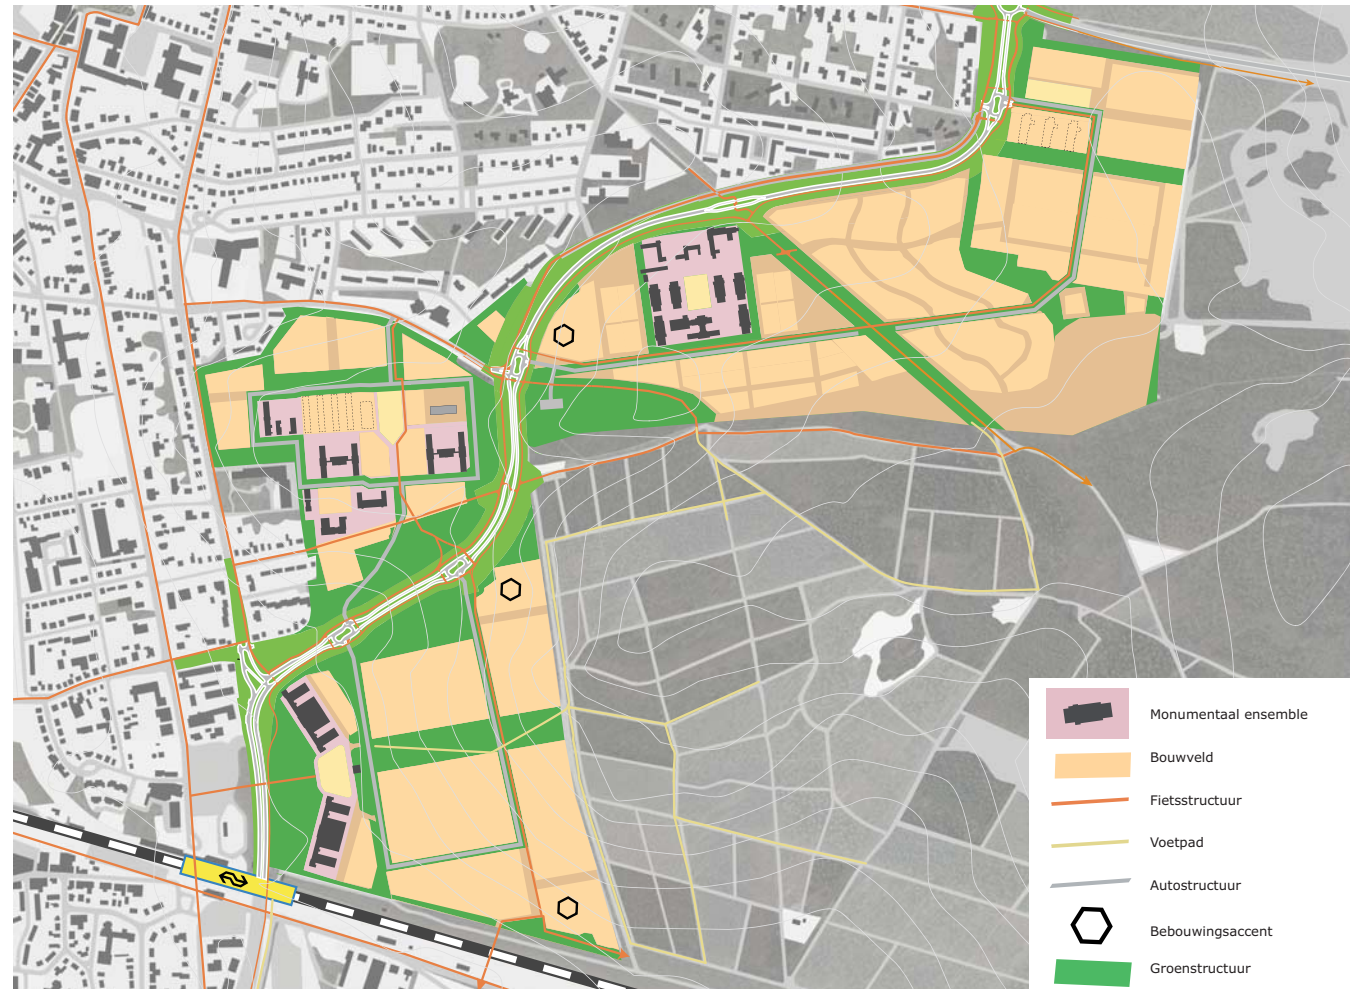 Monumentaal ensemble
Bouwveld
Fietsstructuur
Voetpad
Autostructuur
Bebouwingsaccent
Groenstructuur